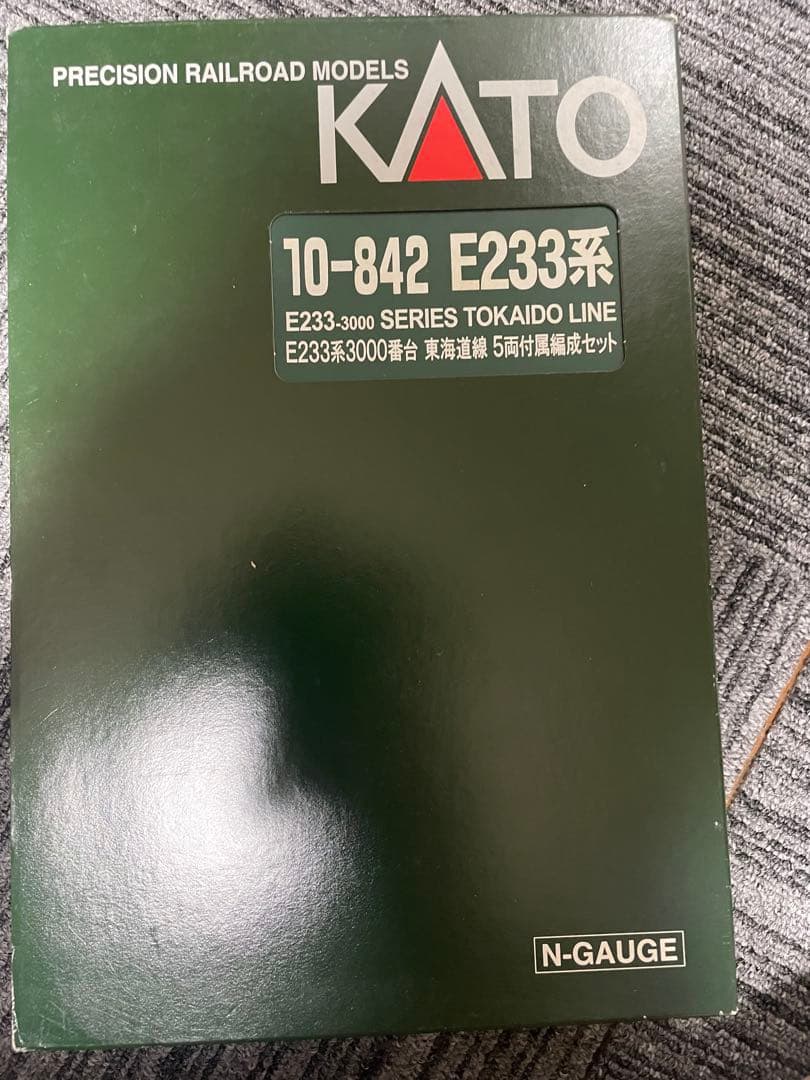 PRECISION RAILROAD MODELS
KATO
10-842 E233系
E233-3000 SERIES TOKAIDO LINE
E233系3000番台 東海道線 5両付属編成セット
N-GAUGE